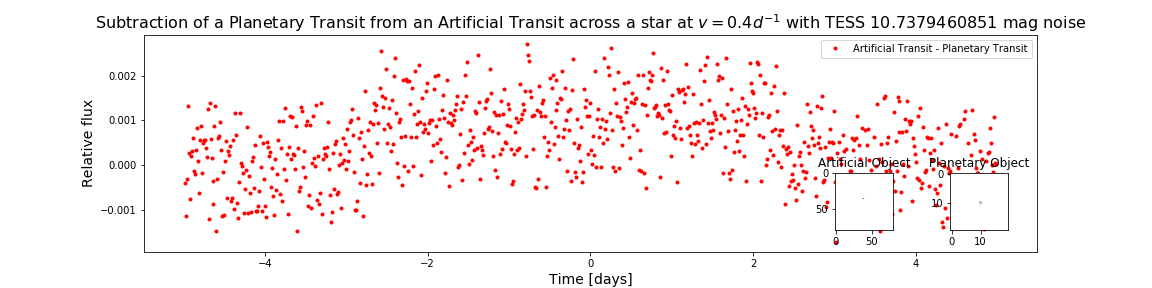 Subtraction of a Planetary Transit from an Artificial Transit across a star at v = 0.4d⁻¹ with TESS 10.7379460851 mag noise
Artificial Transit - Planetary Transit
Relative flux
0.002
0.001
0.000
−0.001
Artificial Object
Planetary Object
0
50
0 50
0
10
0 10
−4 −2 0 2 4
Time [days]